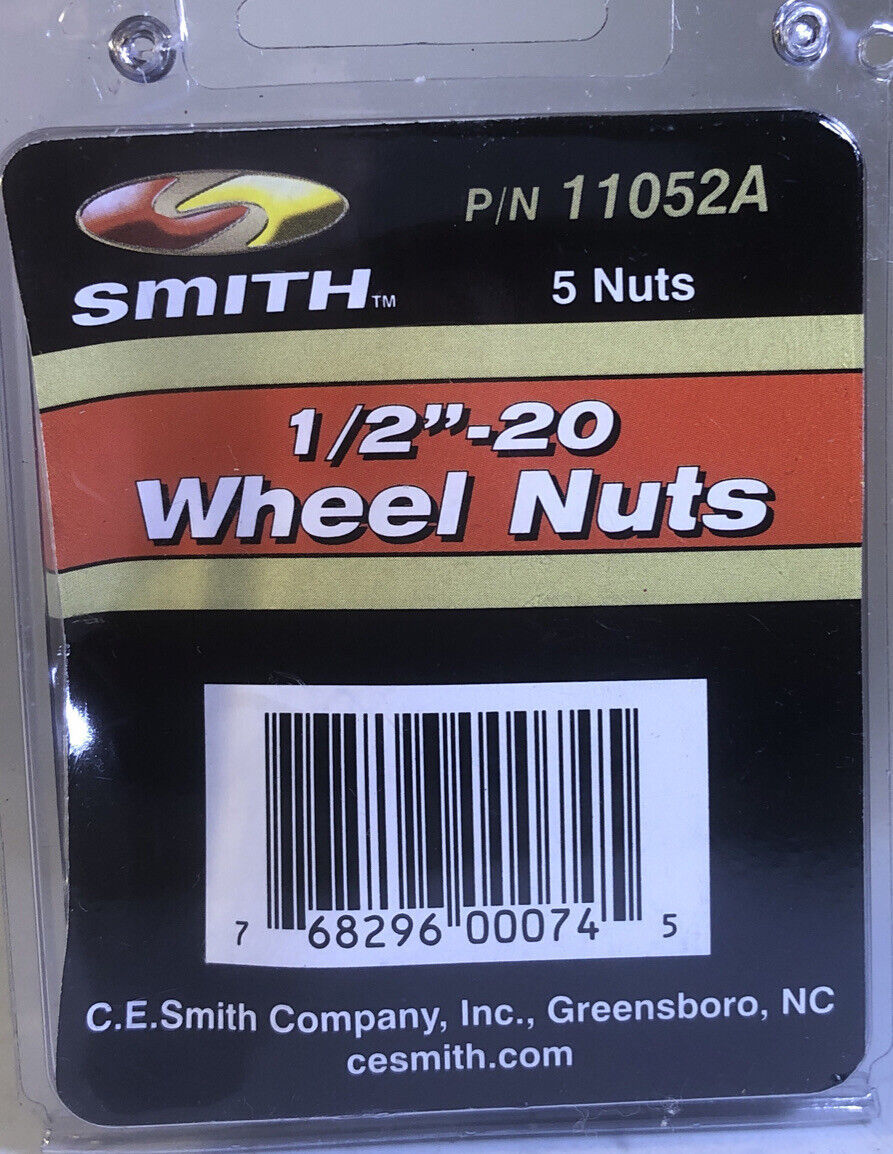 P/N 11052A
SMITH™
5 Nuts
1/2”-20
Wheel Nuts
7 68296 00074 5
C.E.Smith Company, Inc., Greensboro, NC
cesmith.com